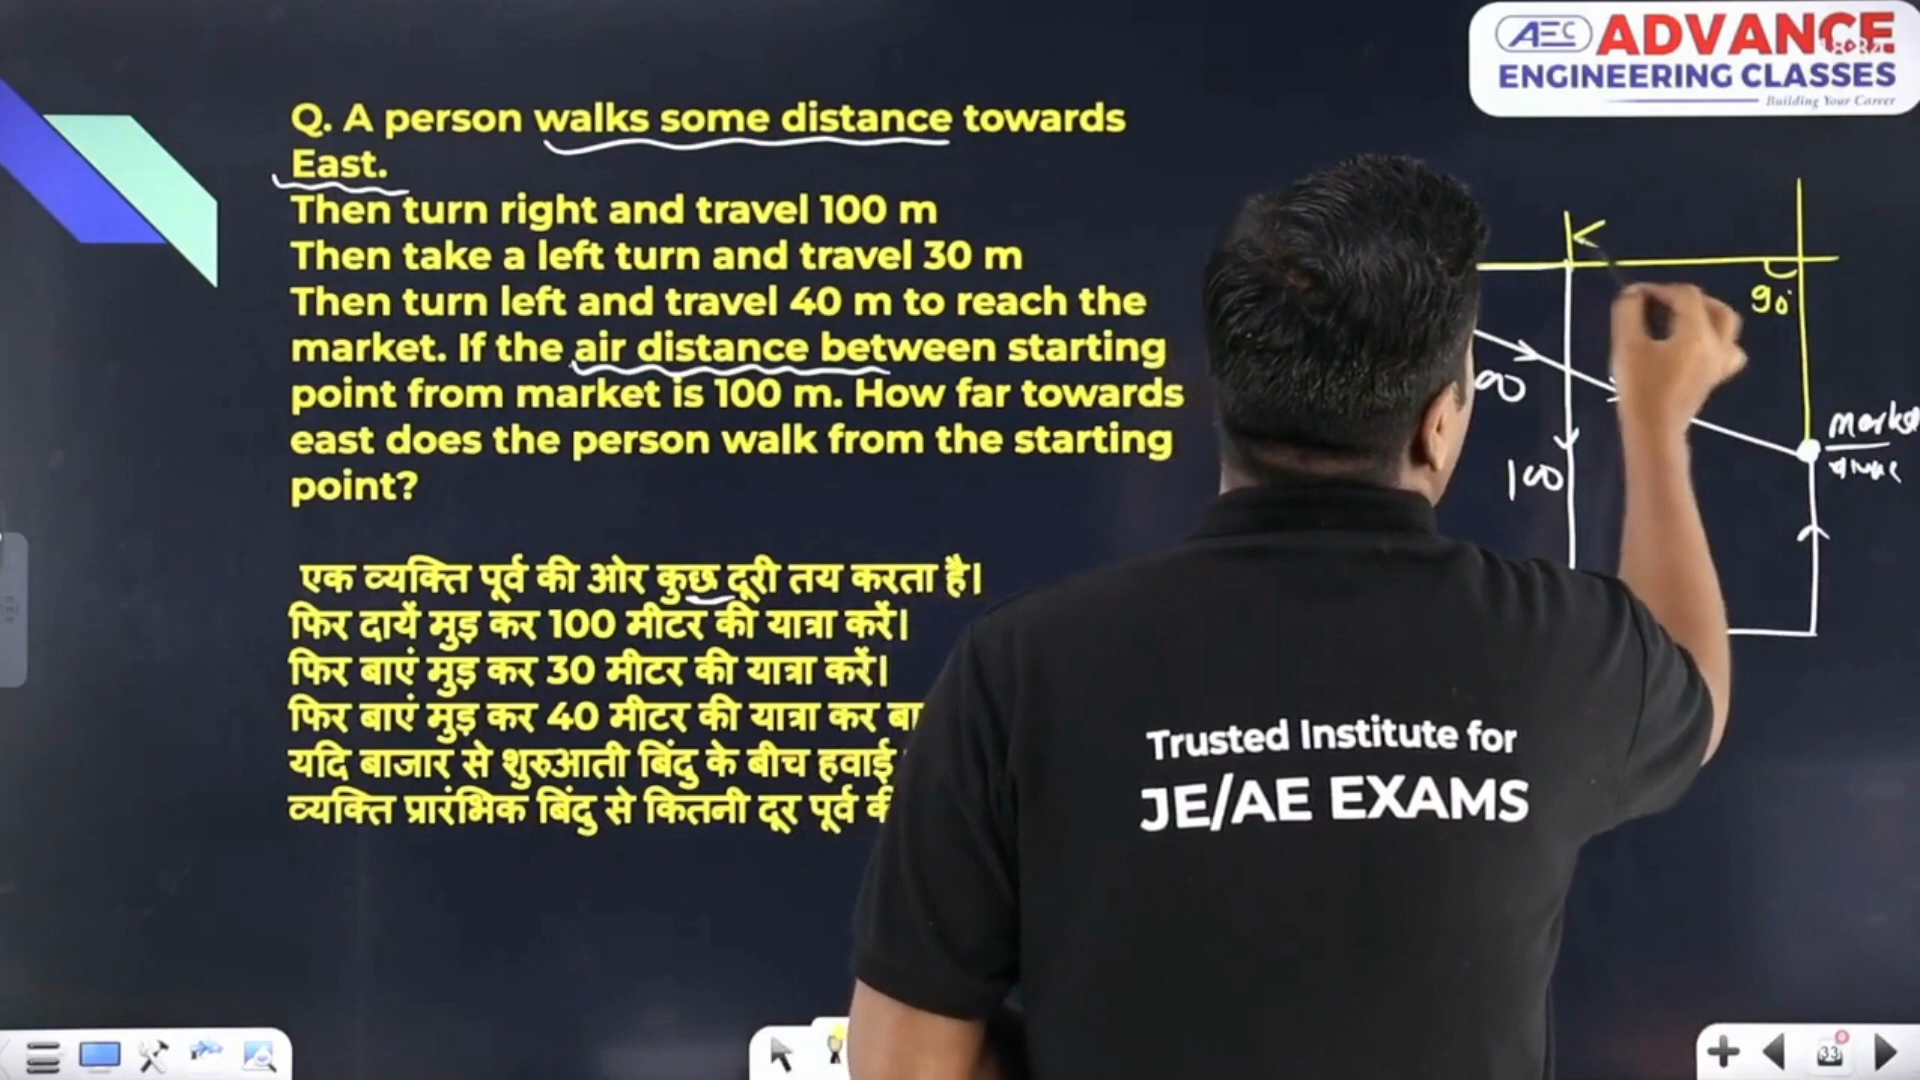 AEC ADVANCE
ENGINEERING CLASSES
Building Your Career
Q. A person walks some distance towards
East.
Then turn right and travel 100 m
Then take a left turn and travel 30 m
Then turn left and travel 40 m to reach the
market. If the air distance between starting
point from market is 100 m. How far towards
east does the person walk from the starting
point?
एक व्यक्ति पूर्व की ओर कुछ दूरी तय करता है।
फिर दायें मुड़ कर 100 मीटर की यात्रा करें।
फिर बाएं मुड़ कर 30 मीटर की यात्रा करें।
फिर बाएं मुड़ कर 40 मीटर की यात्रा कर
यदि बाजार से शुरुआती बिंदु के बीच हवाई
व्यक्ति प्रारंभिक बिंदु से कितनी दूर पूर्व
90°
100
Trusted Institute for
JE/AE EXAMS
33